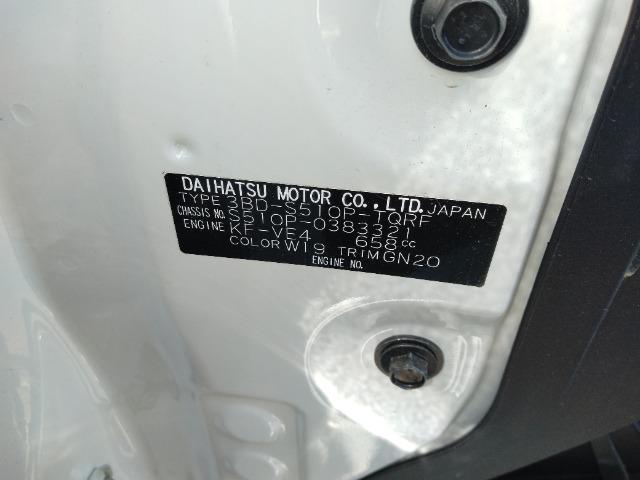 DAIHATSU MOTOR CO.,LTD. JAPAN
TYPE 3BD-S510P-TQRF
CHASSIS NO. S510P-0383321
ENGINE KF-VE4 658cc
COLOR W19 TRIM GN20
ENGINE NO.